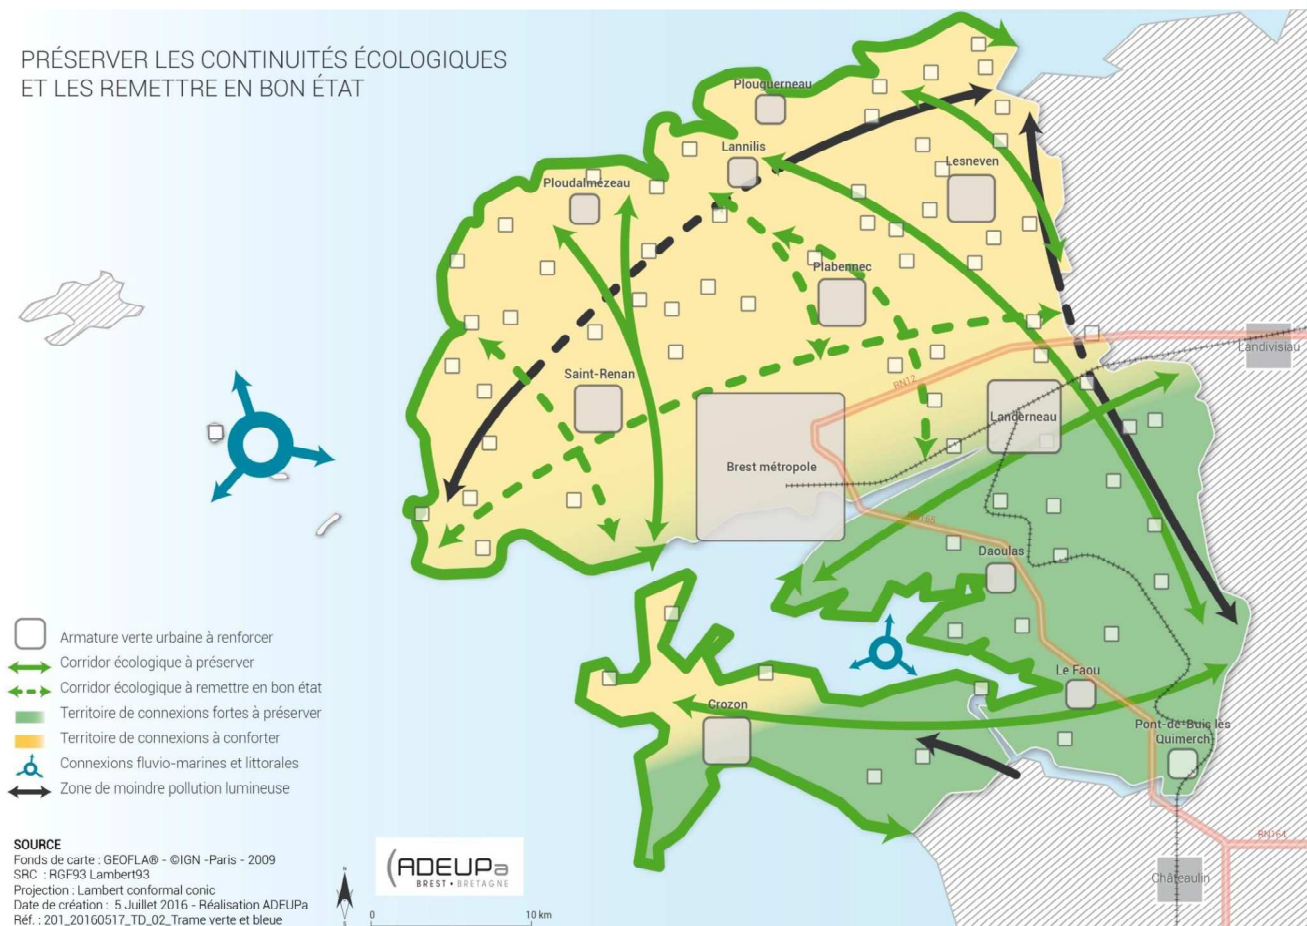 PRÉSERVER LES CONTINUITÉS ÉCOLOGIQUES
ET LES REMETTRE EN BON ÉTAT
Plouguerneau
Lannilis
Lesneven
Ploudalmézeau
Plabennec
Landivisiau
RN12
Saint-Renan
Landerneau
Brest métropole
RN165
Daoulas
Le Faou
Crozon
Pont-de-Buis lès
Quimerch
RN164
Châteaulin
Armature verte urbaine à renforcer
Corridor écologique à préserver
Corridor écologique à remettre en bon état
Territoire de connexions fortes à préserver
Territoire de connexions à conforter
Connexions fluvio-marines et littorales
Zone de moindre pollution lumineuse
SOURCE
Fonds de carte : GEOFLA® - ©IGN -Paris - 2009
SRC : RGF93 Lambert93
Projection : Lambert conformal conic
Date de création : 5 Juillet 2016 - Réalisation ADEUPa
Réf. : 201_20160517_TD_02_Trame verte et bleue
ADEUPa
BREST • BRETAGNE
N
S
0
10 km